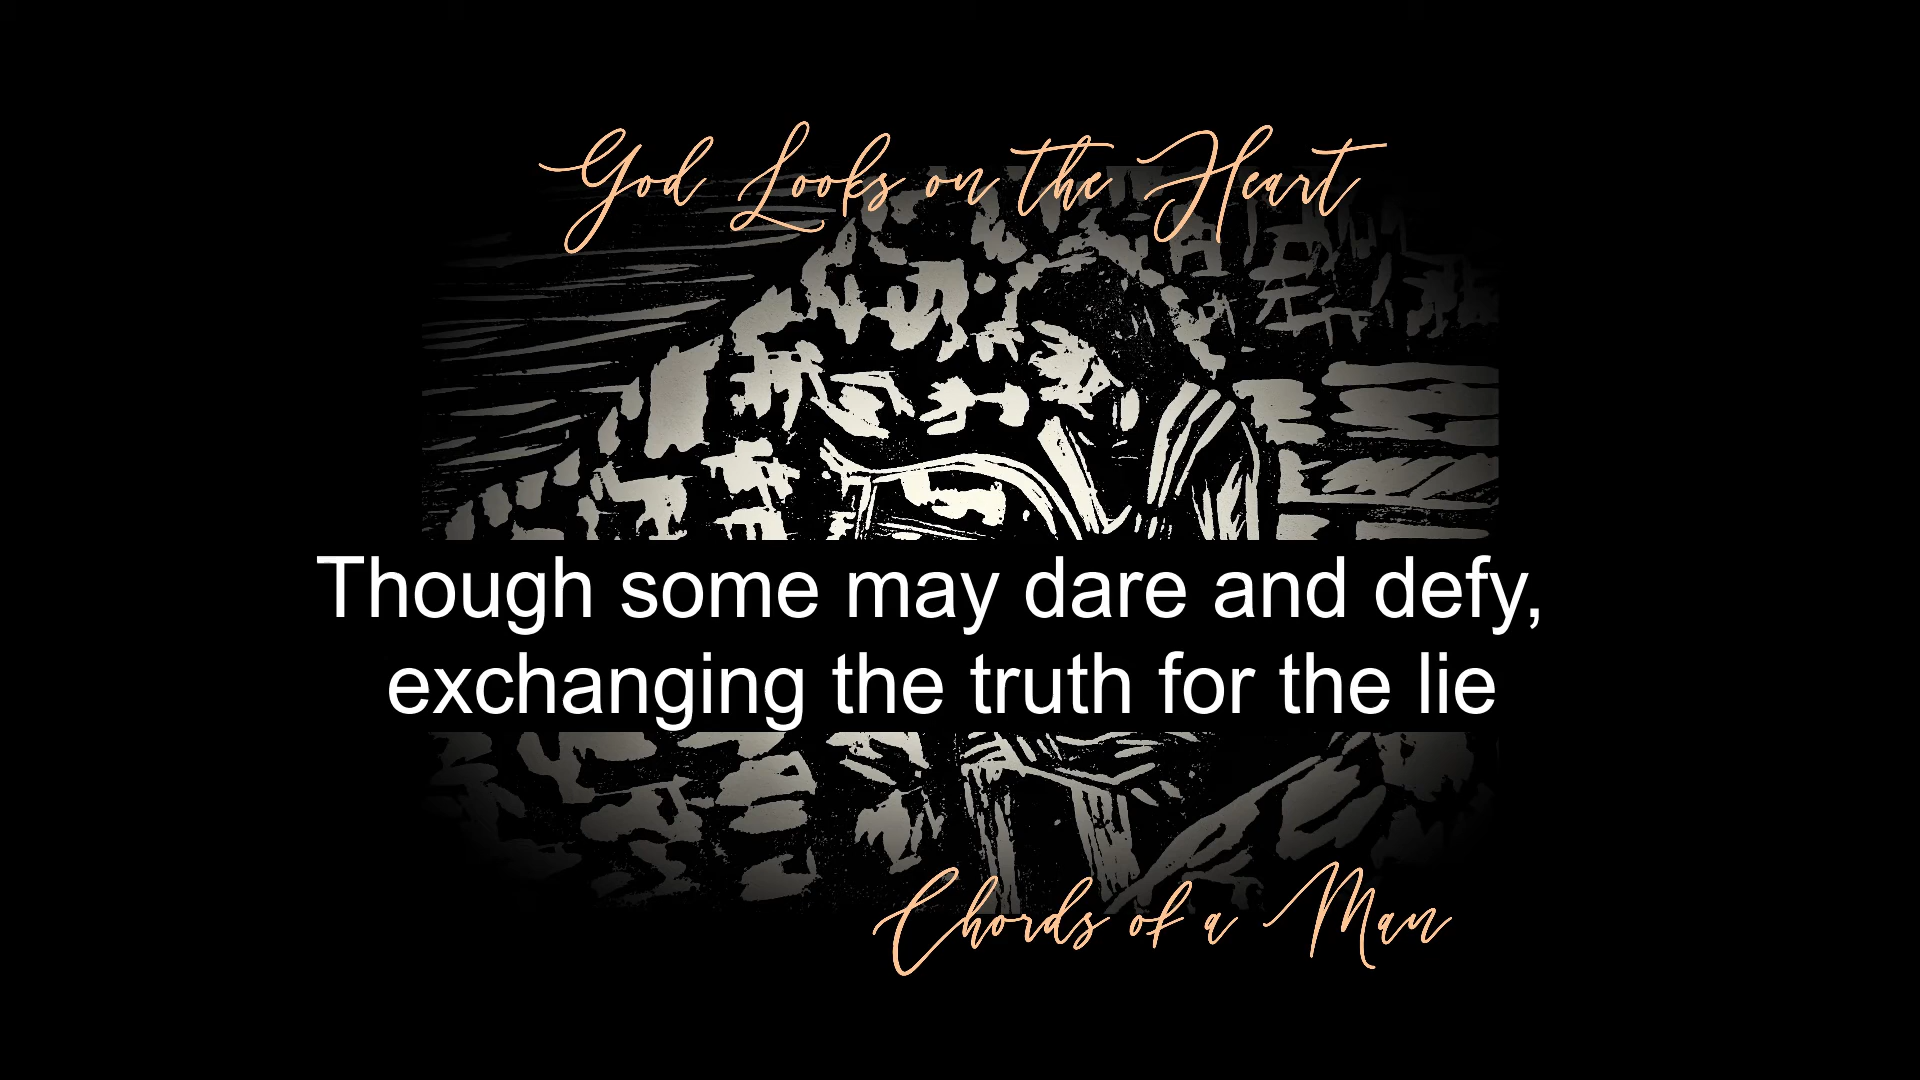 God Looks on the Heart
Though some may dare and defy,
exchanging the truth for the lie
Chords of a Man